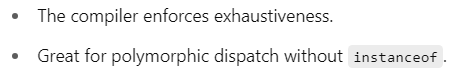 • The compiler enforces exhaustiveness.
• Great for polymorphic dispatch without instanceof.